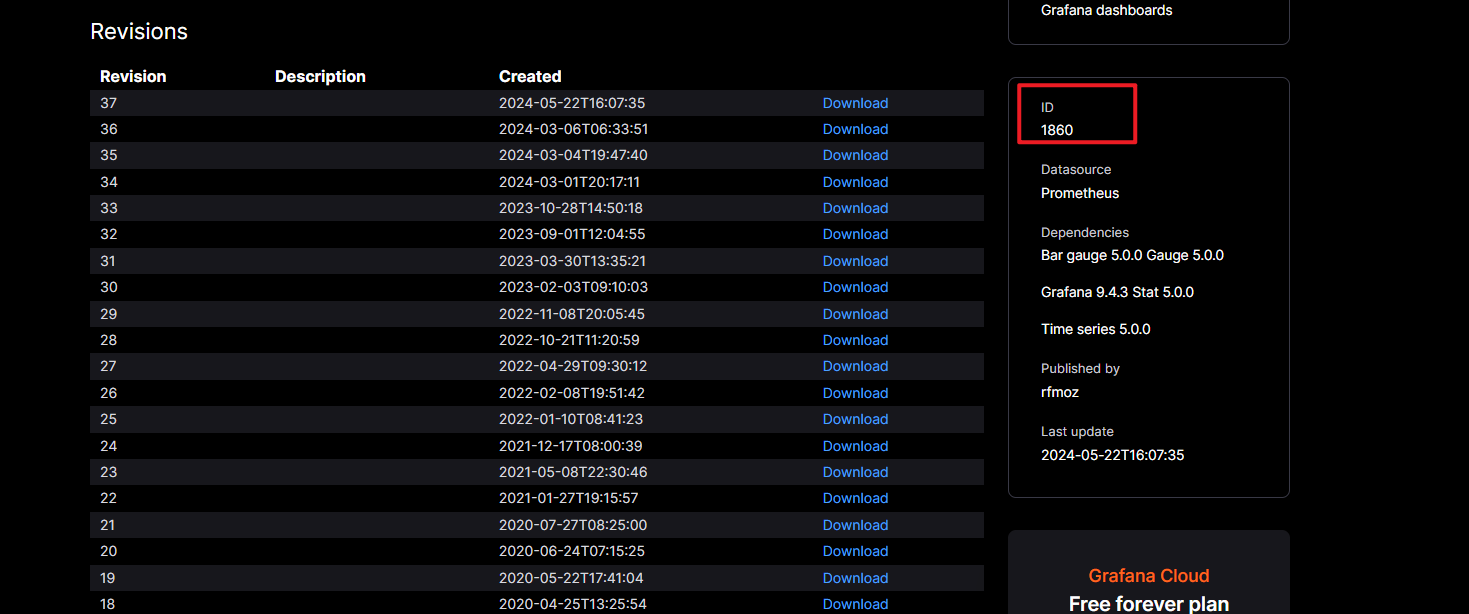 Revisions
Revision Description Created
37 2024-05-22T16:07:35 Download
36 2024-03-06T06:33:51 Download
35 2024-03-04T19:47:40 Download
34 2024-03-01T20:17:11 Download
33 2023-10-28T14:50:18 Download
32 2023-09-01T12:04:55 Download
31 2023-03-30T13:35:21 Download
30 2023-02-03T09:10:03 Download
29 2022-11-08T20:05:45 Download
28 2022-10-21T11:20:59 Download
27 2022-04-29T09:30:12 Download
26 2022-02-08T19:51:42 Download
25 2022-01-10T08:41:23 Download
24 2021-12-17T08:00:39 Download
23 2021-05-08T22:30:46 Download
22 2021-01-27T19:15:57 Download
21 2020-07-27T08:25:00 Download
20 2020-06-24T07:15:25 Download
19 2020-05-22T17:41:04 Download
18 2020-04-25T13:25:54 Download
Grafana dashboards
ID
1860
Datasource
Prometheus
Dependencies
Bar gauge 5.0.0 Gauge 5.0.0
Grafana 9.4.3 Stat 5.0.0
Time series 5.0.0
Published by
rfmoz
Last update
2024-05-22T16:07:35
Grafana Cloud
Free forever plan